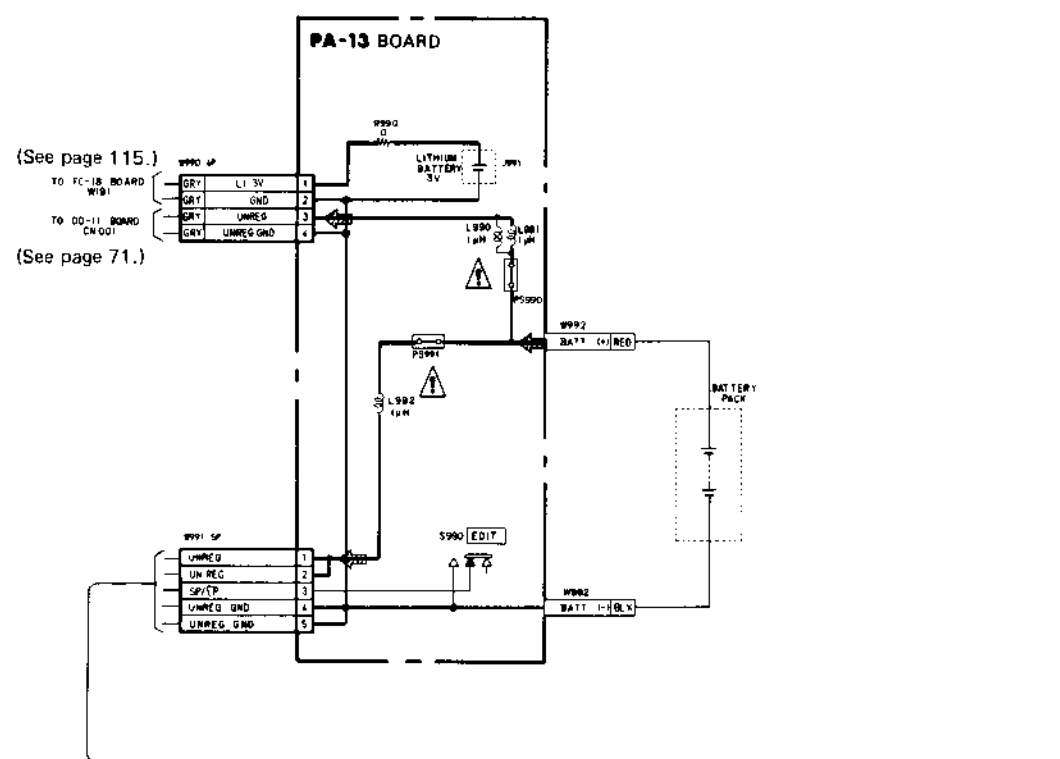 PA-13 BOARD
R990
0
(See page 115.)
W990 4P
LITHIUM
BATTERY
3V
TO FC-18 BOARD
W181
GRY LI 3V 1
GRY GND 2
TO DD-11 BOARD
CN001
GRY UNREG 3
GRY UNREG GND 4
(See page 71.)
L990
1μH
L991
1μH
PS990
W992
BATT (+) RED
PS991
L992
1μH
BATTERY
PACK
W991 5P
S990 EDIT
UNREG 1
UN REG 2
SP/EP 3
UNREG GND 4
UNREG GND 5
W992
BATT (-) BLK